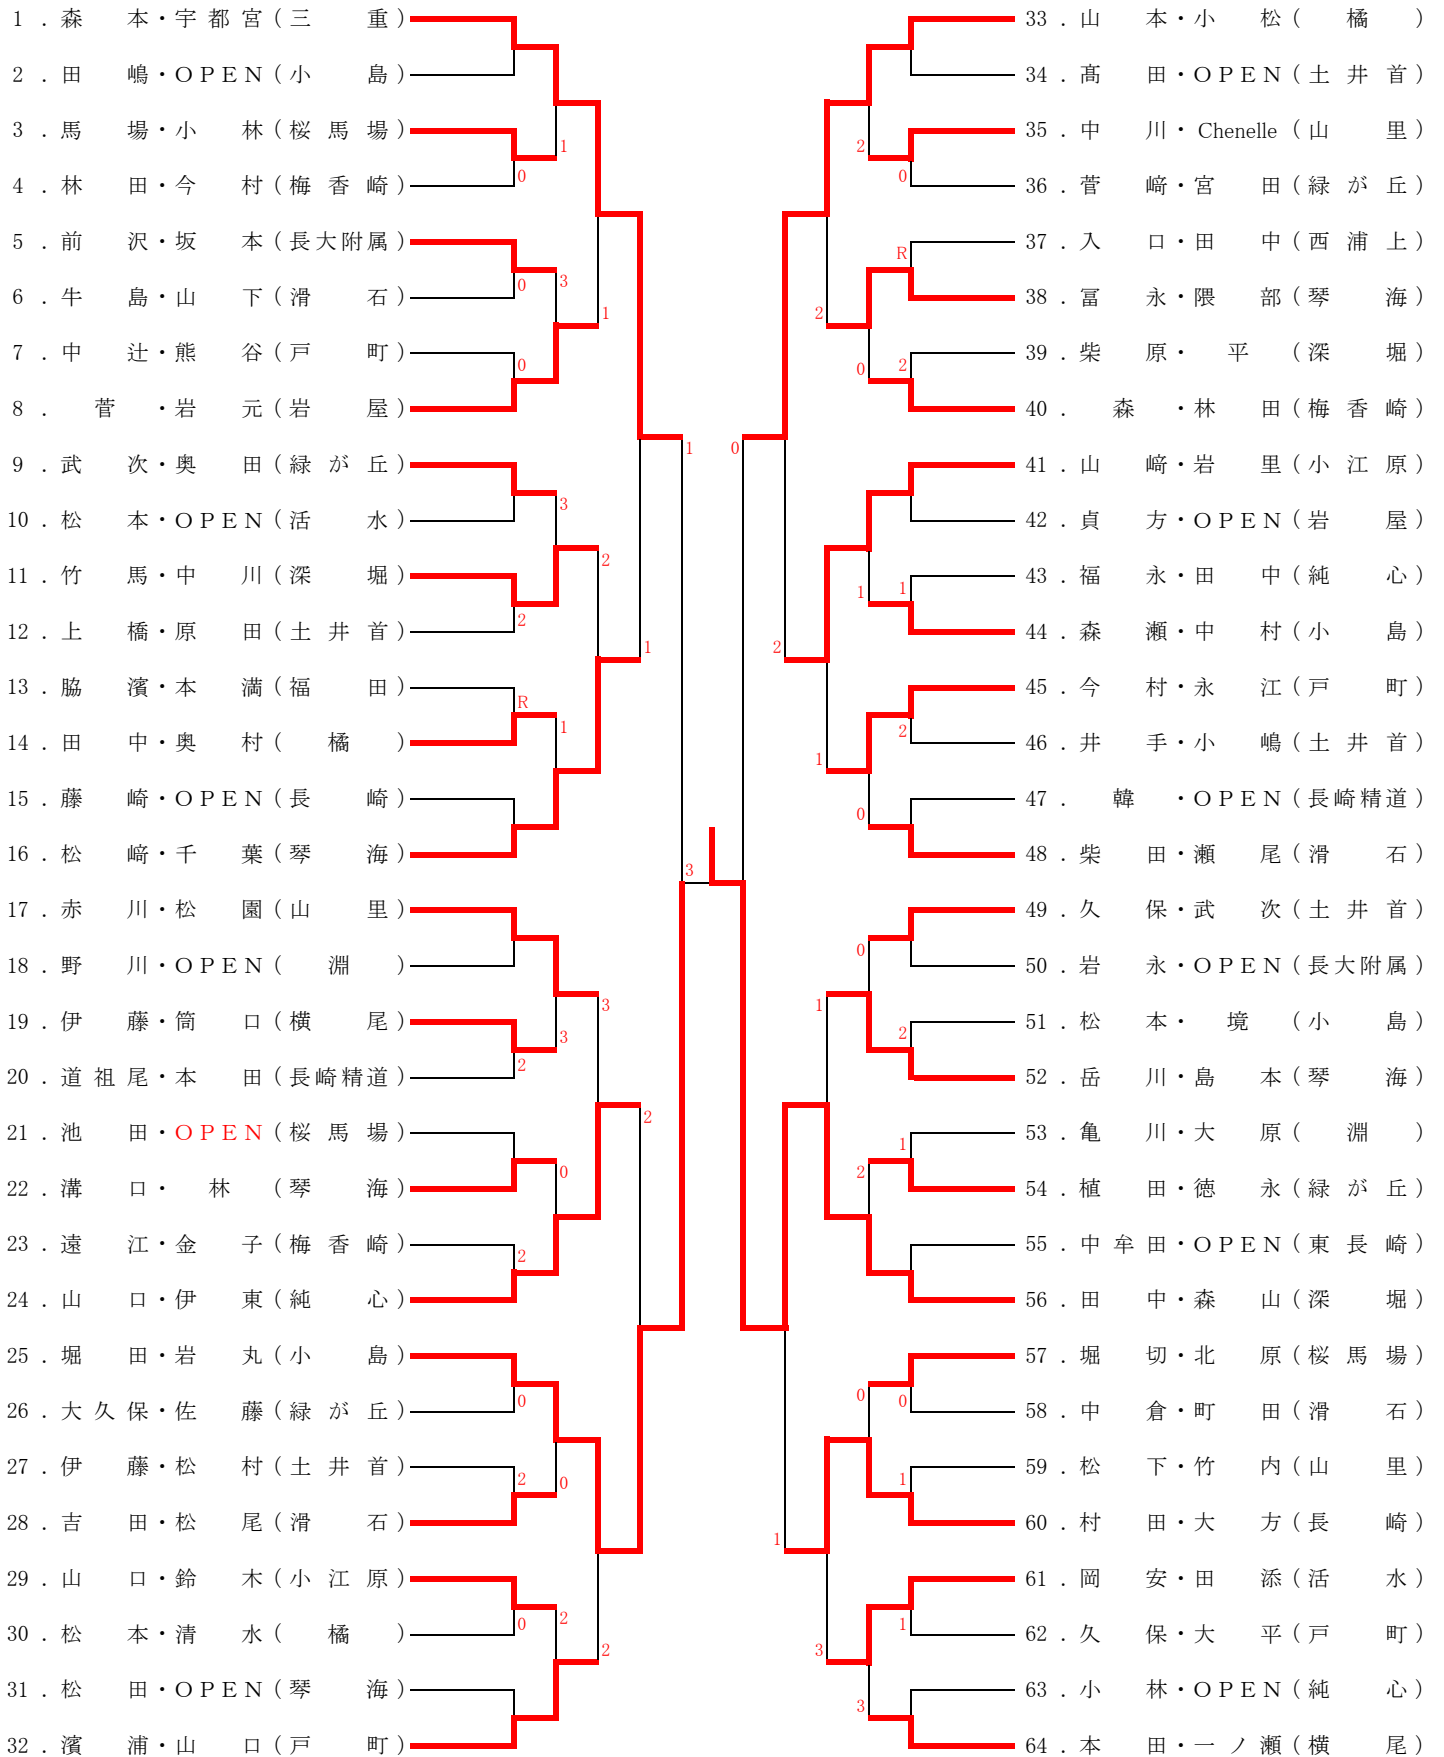 1．森本・宇都宮（三重）
2．田嶋・OPEN（小島）
3．馬場・小林（桜馬場）
1
4．林田・今村（梅香崎）
0
5．前沢・坂本（長大附属）
6．牛島・山下（滑石）
0
3
1
7．中辻・熊谷（戸町）
0
8．菅・岩元（岩屋）
9．武次・奥田（緑が丘）
1
10．松本・OPEN（活水）
3
11．竹馬・中川（深堀）
2
12．上橋・原田（土井首）
2
1
13．脇濱・本満（福田）
R
14．田中・奥村（橘）
1
15．藤崎・OPEN（長崎）
16．松﨑・千葉（琴海）
3
17．赤川・松園（山里）
18．野川・OPEN（淵）
19．伊藤・筒口（横尾）
3
3
20．道祖尾・本田（長崎精道）
2
21．池田・OPEN（桜馬場）
2
22．溝口・林（琴海）
0
23．遠江・金子（梅香崎）
2
24．山口・伊東（純心）
25．堀田・岩丸（小島）
26．大久保・佐藤（緑が丘）
0
27．伊藤・松村（土井首）
2
0
28．吉田・松尾（滑石）
29．山口・鈴木（小江原）
30．松本・清水（橘）
0
2
2
31．松田・OPEN（琴海）
32．濱浦・山口（戸町）
33．山本・小松（橘）
34．髙田・OPEN（土井首）
35．中川・Chenelle（山里）
2
36．菅﨑・宮田（緑が丘）
0
37．入口・田中（西浦上）
R
38．冨永・隈部（琴海）
2
39．柴原・平（深堀）
0
2
40．森・林田（梅香崎）
0
41．山﨑・岩里（小江原）
42．貞方・OPEN（岩屋）
43．福永・田中（純心）
1
1
44．森瀬・中村（小島）
2
45．今村・永江（戸町）
46．井手・小嶋（土井首）
2
1
47．韓・OPEN（長崎精道）
0
48．柴田・瀬尾（滑石）
49．久保・武次（土井首）
0
50．岩永・OPEN（長大附属）
51．松本・境（小島）
1
2
52．岳川・島本（琴海）
53．亀川・大原（淵）
1
54．植田・徳永（緑が丘）
2
55．中牟田・OPEN（東長崎）
56．田中・森山（深堀）
57．堀切・北原（桜馬場）
0
0
58．中倉・町田（滑石）
59．松下・竹内（山里）
1
60．村田・大方（長崎）
1
61．岡安・田添（活水）
62．久保・大平（戸町）
1
3
63．小林・OPEN（純心）
3
64．本田・一ノ瀬（横尾）